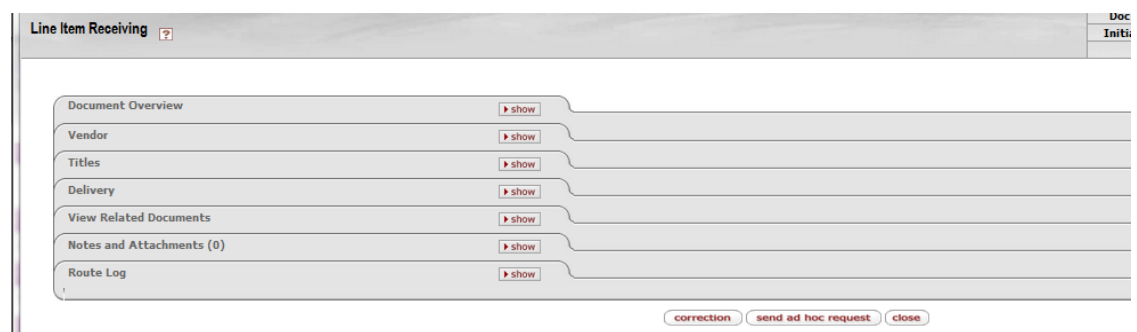 Doc
Line Item Receiving ?
Initia
Document Overview show
Vendor show
Titles show
Delivery show
View Related Documents show
Notes and Attachments (0) show
Route Log show
correction send ad hoc request close